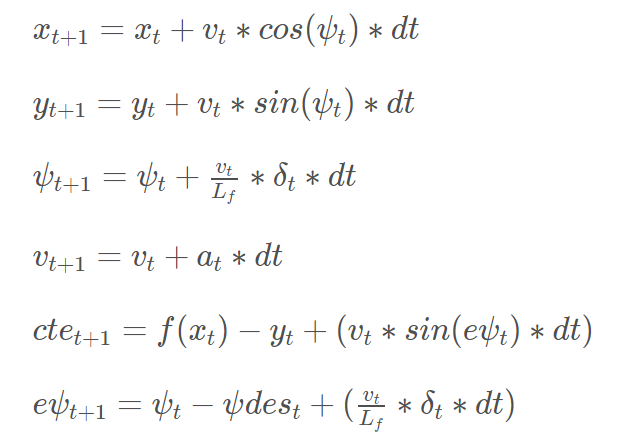 x_{t+1} = x_t + v_t * cos(ψ_t) * dt
y_{t+1} = y_t + v_t * sin(ψ_t) * dt
ψ_{t+1} = ψ_t + \frac{v_t}{L_f} * δ_t * dt
v_{t+1} = v_t + a_t * dt
cte_{t+1} = f(x_t) − y_t + (v_t * sin(eψ_t) * dt)
eψ_{t+1} = ψ_t − ψdes_t + (\frac{v_t}{L_f} * δ_t * dt)